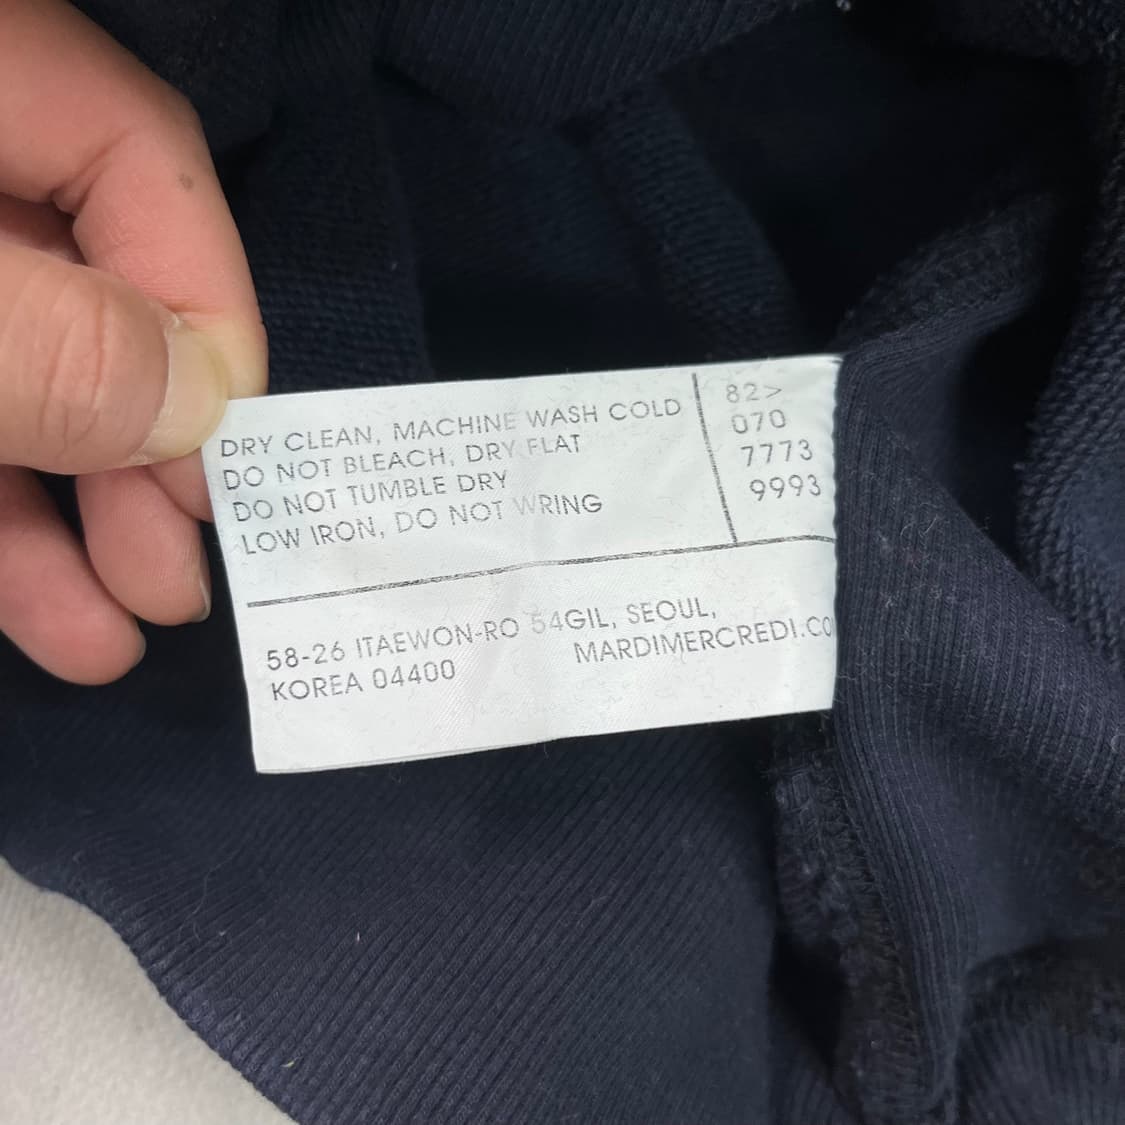 DRY CLEAN, MACHINE WASH COLD
DO NOT BLEACH, DRY FLAT
DO NOT TUMBLE DRY
LOW IRON, DO NOT WRING
82>
070
7773
9993
58-26 ITAEWON-RO 54GIL, SEOUL,
KOREA 04400
MARDIMERCREDI.CO